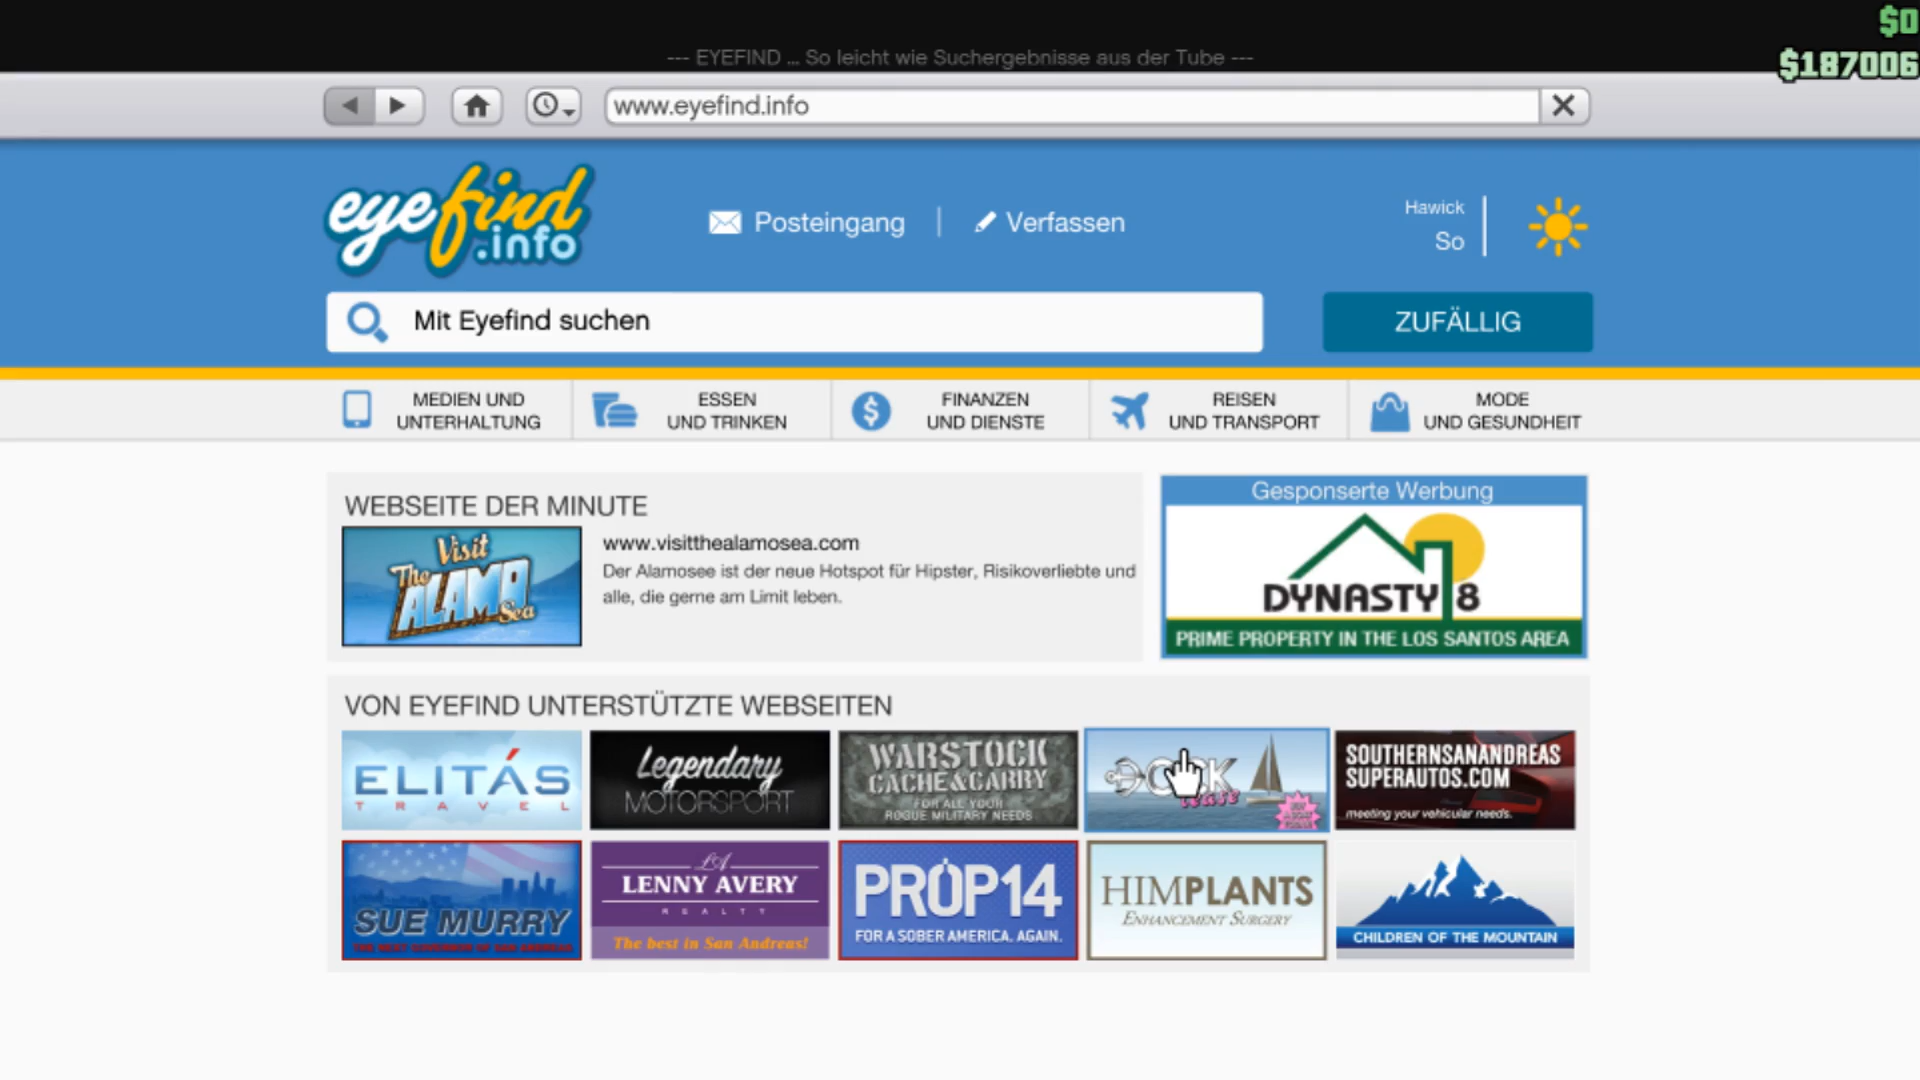 $0
--- EYEFIND ... So leicht wie Suchergebnisse aus der Tube ---
$187006
www.eyefind.info
eyefind
.info
Posteingang
Verfassen
Hawick
So
Mit Eyefind suchen
ZUFÄLLIG
MEDIEN UND
UNTERHALTUNG
ESSEN
UND TRINKEN
FINANZEN
UND DIENSTE
REISEN
UND TRANSPORT
MODE
UND GESUNDHEIT
WEBSEITE DER MINUTE
Visit
The ALAMO
Sea
www.visitthealamosea.com
Der Alamosee ist der neue Hotspot für Hipster, Risikoverliebte und
alle, die gerne am Limit leben.
Gesponserte Werbung
DYNASTY 8
PRIME PROPERTY IN THE LOS SANTOS AREA
VON EYEFIND UNTERSTÜTZTE WEBSEITEN
ELITÁS
TRAVEL
Legendary
MOTORSPORT
WARSTOCK
CACHE&CARRY
FOR ALL YOUR
ROGUE MILITARY NEEDS
tease
SOUTHERNSANANDREAS
SUPERAUTOS.COM
meeting your vehicular needs.
SUE MURRY
LA
LENNY AVERY
REALTY
The best in San Andreas!
PROP14
FOR A SOBER AMERICA. AGAIN.
HIMPLANTS
ENHANCEMENT SURGERY
CHILDREN OF THE MOUNTAIN